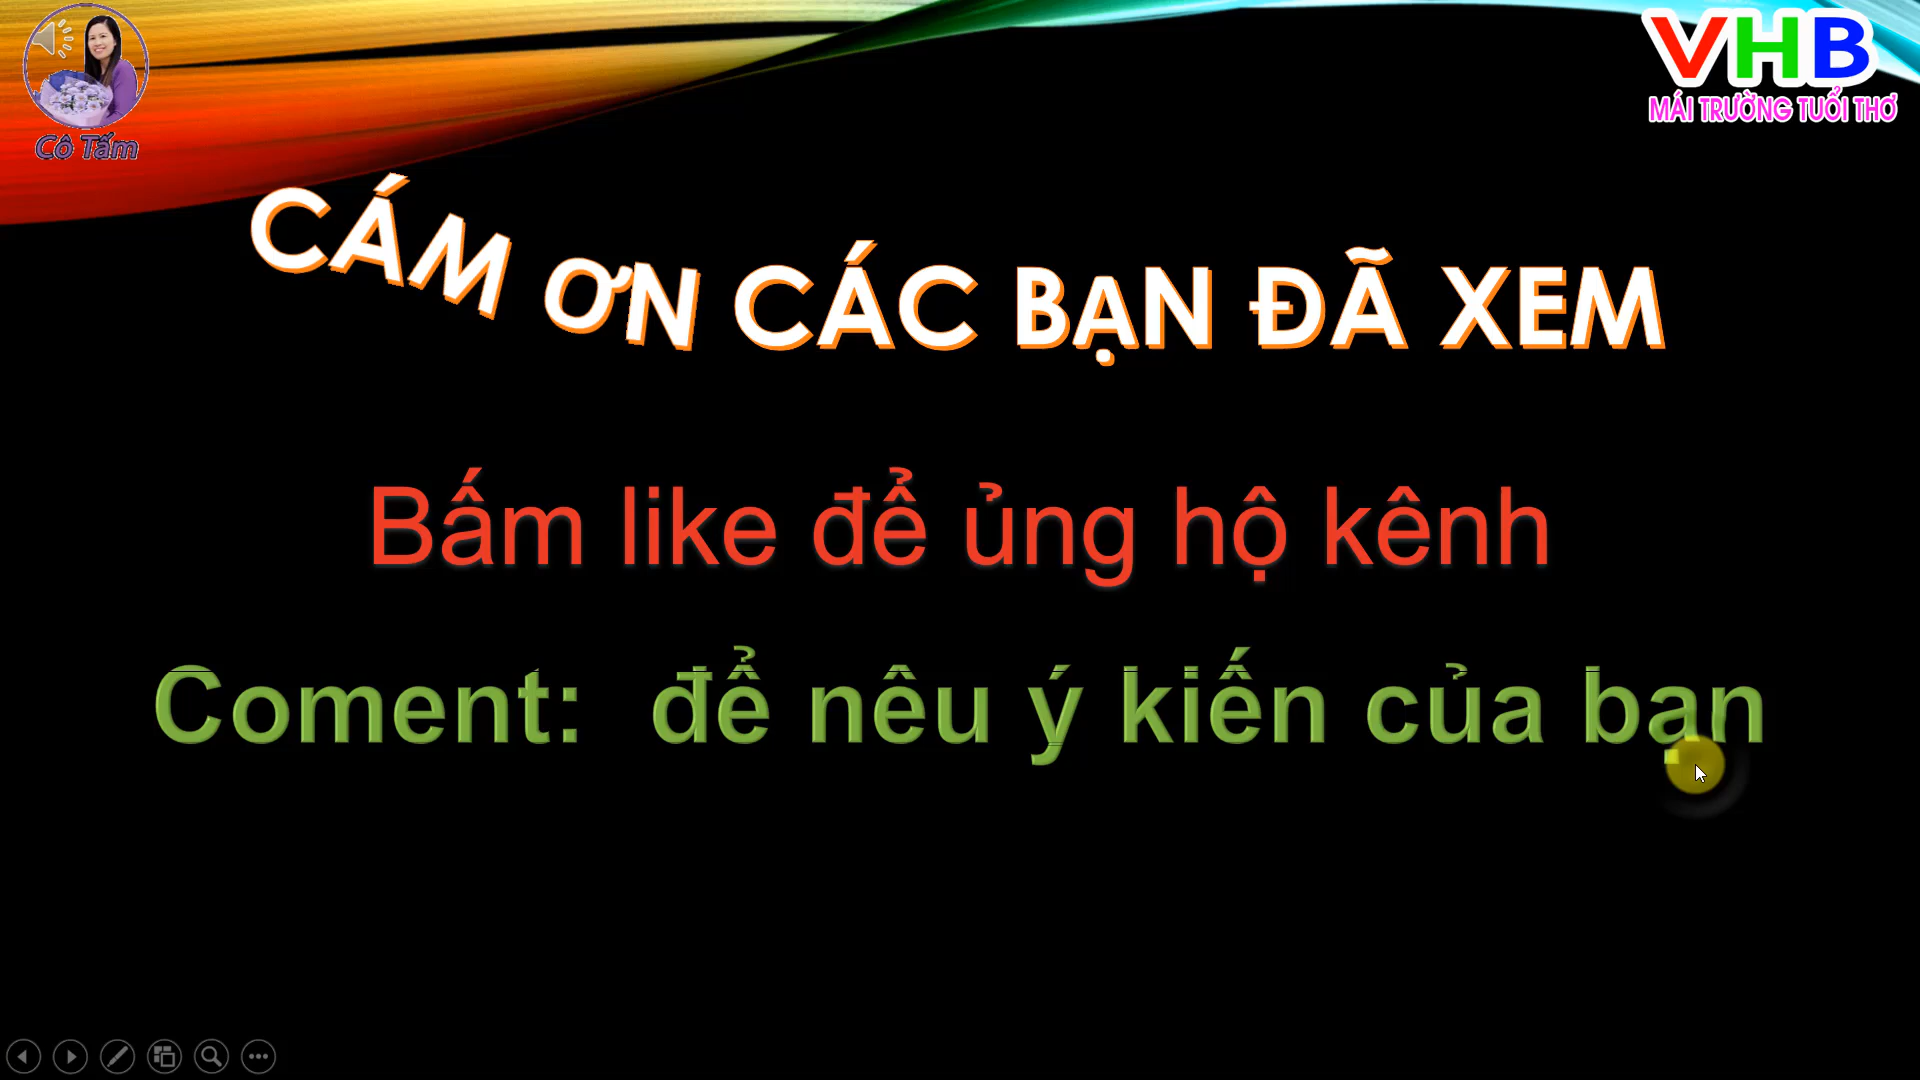 Cô Tấm
VHB
MÁI TRƯỜNG TUỔI THƠ
CÁM ƠN CÁC BẠN ĐÃ XEM
Bấm like để ủng hộ kênh
Coment:  để nêu ý kiến của bạn